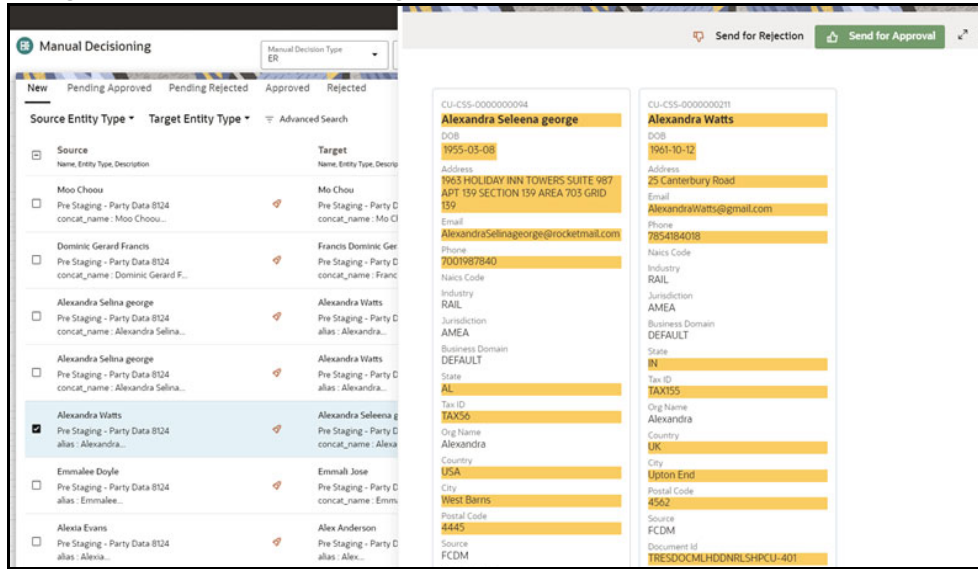 Manual Decisioning
Manual Decision Type
ER
New Pending Approved Pending Rejected Approved Rejected
Source Entity Type Target Entity Type Advanced Search
Source Target
Name, Entity Type, Description Name, Entity Type, Descrip
Moo Choou Mo Chou
Pre Staging - Party Data 8124 Pre Staging - Party D
concat_name : Moo Choou... concat_name : Mo Cl
Dominic Gerard Francis Francis Dominic Ger
Pre Staging - Party Data 8124 Pre Staging - Party D
concat_name : Dominic Gerard F... concat_name : Franc
Alexandra Selina george Alexandra Watts
Pre Staging - Party Data 8124 Pre Staging - Party D
concat_name : Alexandra Selina... alias : Alexandra...
Alexandra Selina george Alexandra Watts
Pre Staging - Party Data 8124 Pre Staging - Party D
concat_name : Alexandra Selina... alias : Alexandra...
Alexandra Watts Alexandra Seleena g
Pre Staging - Party Data 8124 Pre Staging - Party D
alias : Alexandra... concat_name : Alexa
Emmalee Doyle Emmali Jose
Pre Staging - Party Data 8124 Pre Staging - Party D
alias : Emmalee... concat_name : Emma
Alexia Evans Alex Anderson
Pre Staging - Party Data 8124 Pre Staging - Party D
alias : Alexia... alias : Alex...
Send for Rejection Send for Approval
CU-CSS-0000000094
Alexandra Seleena george
DOB
1955-03-08
Address
1963 HOLIDAY INN TOWERS SUITE 987
APT 139 SECTION 139 AREA 703 GRID
139
Email
AlexandraSelinageorge@rocketmail.com
Phone
7001987840
Naics Code
Industry
RAIL
Jurisdiction
AMEA
Business Domain
DEFAULT
State
AL
Tax ID
TAX56
Org Name
Alexandra
Country
USA
City
West Barns
Postal Code
4445
Source
FCDM
CU-CSS-0000000211
Alexandra Watts
DOB
1961-10-12
Address
25 Canterbury Road
Email
AlexandraWatts@gmail.com
Phone
7854184018
Naics Code
Industry
RAIL
Jurisdiction
AMEA
Business Domain
DEFAULT
State
IN
Tax ID
TAX155
Org Name
Alexandra
Country
UK
City
Upton End
Postal Code
4562
Source
FCDM
Document Id
TRESDOCMLHDDNRLSHPCU-401